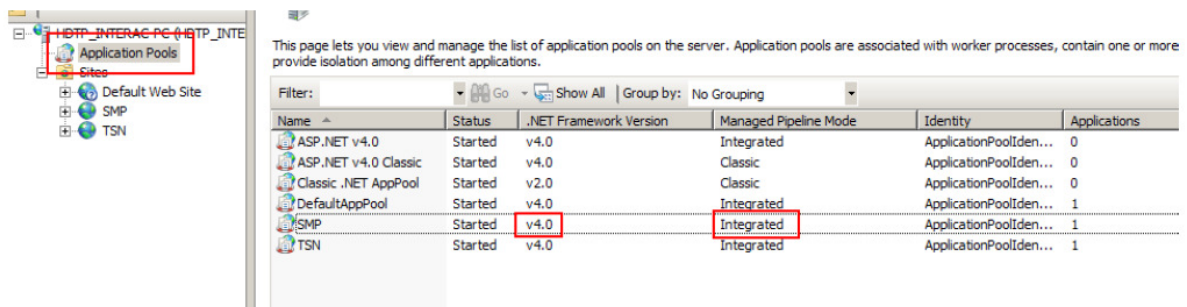 HDTP_INTERAC-PC (HDTP_INTE
Application Pools
Sites
Default Web Site
SMP
TSN
This page lets you view and manage the list of application pools on the server. Application pools are associated with worker processes, contain one or more
provide isolation among different applications.
Filter: Go Show All Group by: No Grouping
Name Status .NET Framework Version Managed Pipeline Mode Identity Applications
ASP.NET v4.0 Started v4.0 Integrated ApplicationPoolIden... 0
ASP.NET v4.0 Classic Started v4.0 Classic ApplicationPoolIden... 0
Classic .NET AppPool Started v2.0 Classic ApplicationPoolIden... 0
DefaultAppPool Started v4.0 Integrated ApplicationPoolIden... 1
SMP Started v4.0 Integrated ApplicationPoolIden... 1
TSN Started v4.0 Integrated ApplicationPoolIden... 1